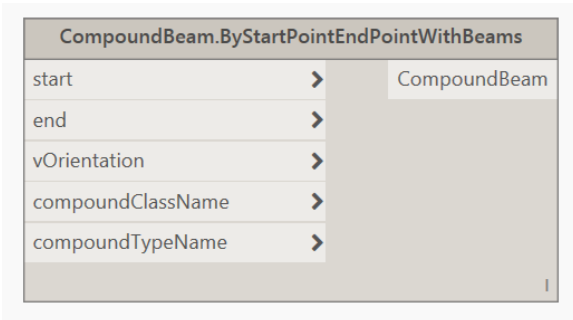 CompoundBeam.ByStartPointEndPointWithBeams
start
CompoundBeam
end
vOrientation
compoundClassName
compoundTypeName
l